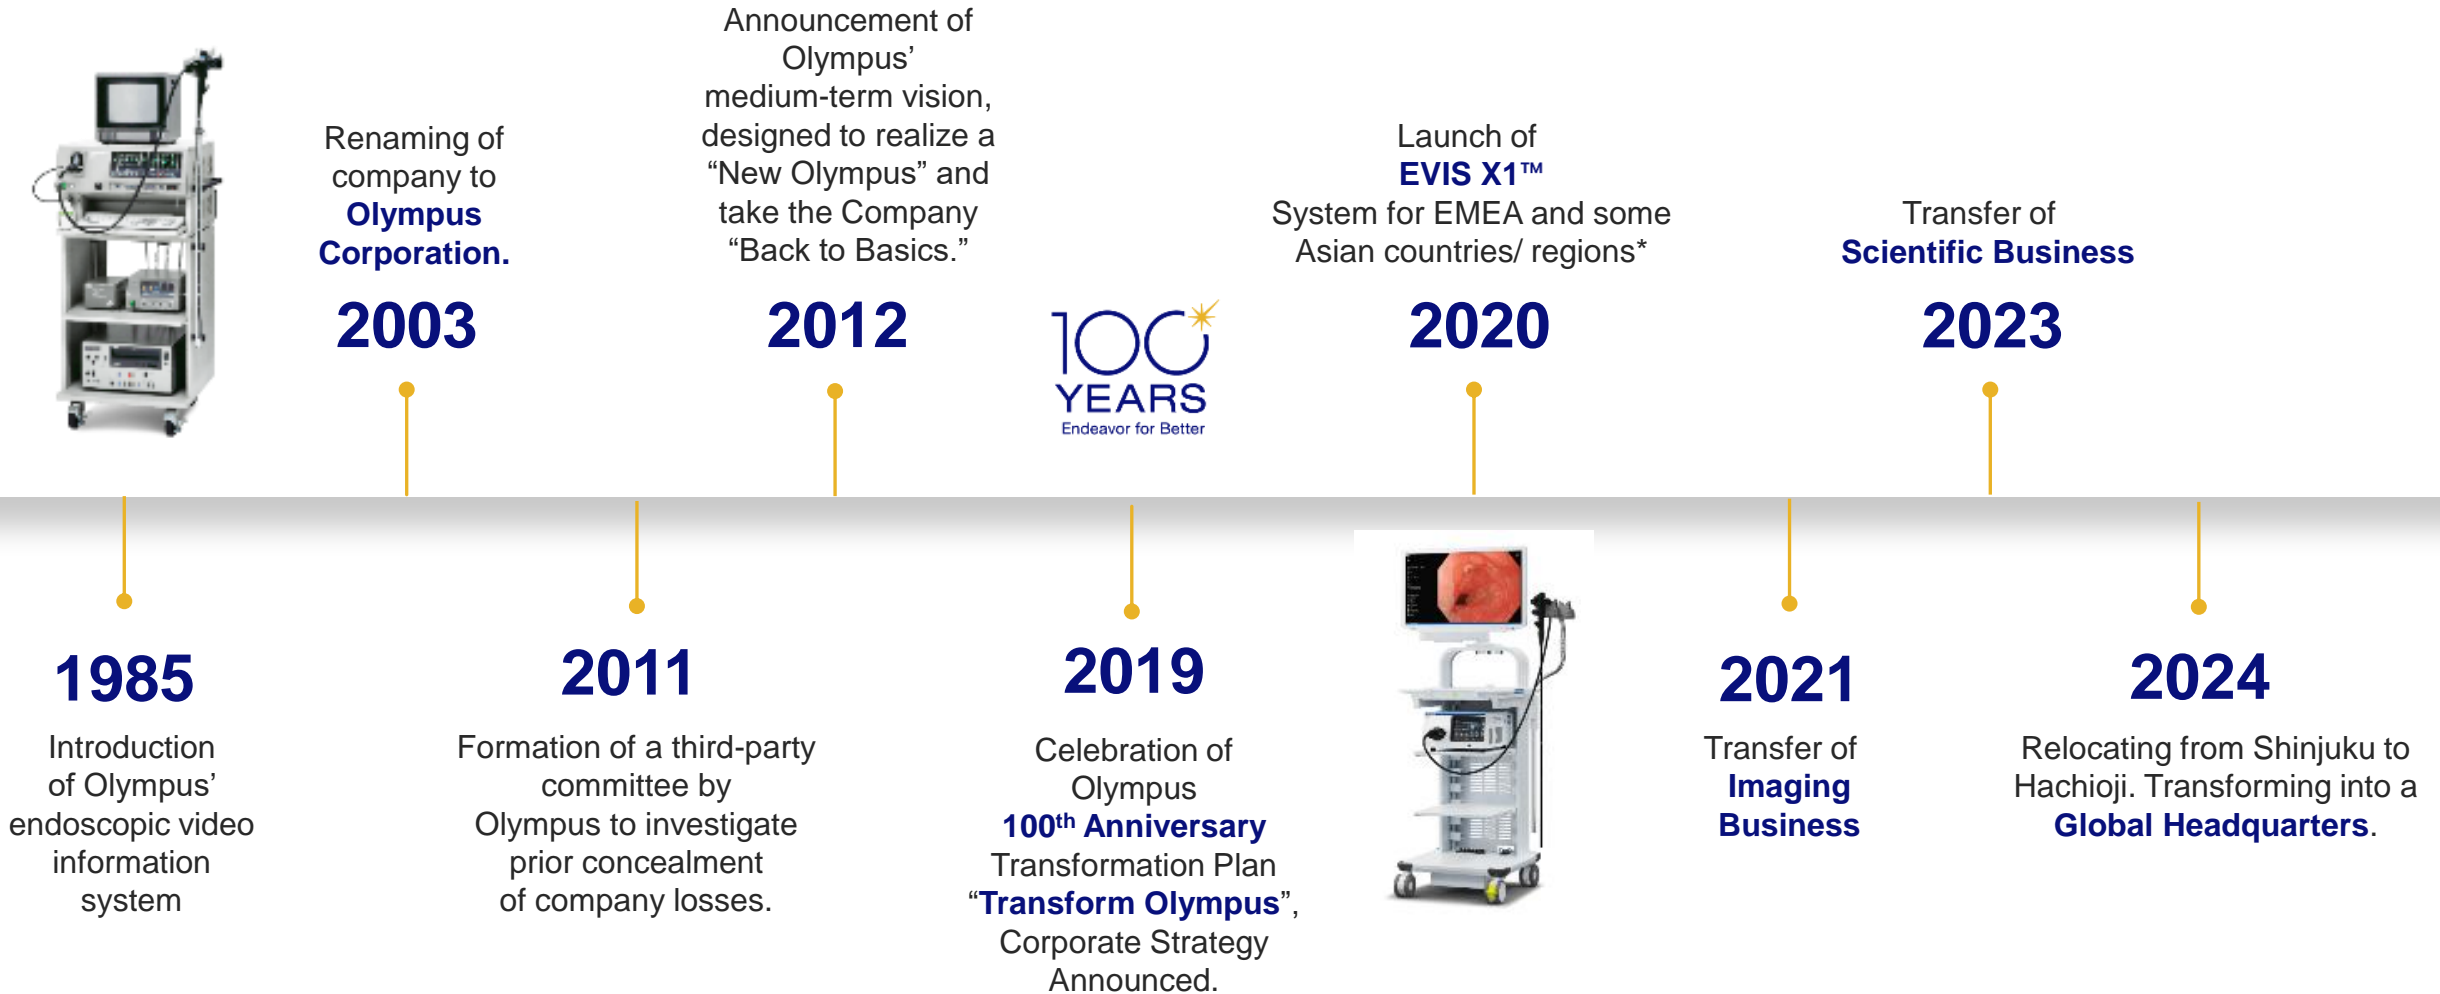 Renaming of
company to
Olympus
Corporation.
2003
Announcement of
Olympus’
medium-term vision,
designed to realize a
“New Olympus” and
take the Company
“Back to Basics.”
2012
100
YEARS
Endeavor for Better
Launch of
EVIS X1™
System for EMEA and some
Asian countries/ regions*
2020
Transfer of
Scientific Business
2023
1985
Introduction
of Olympus’
endoscopic video
information
system
2011
Formation of a third-party
committee by
Olympus to investigate
prior concealment
of company losses.
2019
Celebration of
Olympus
100th Anniversary
Transformation Plan
“Transform Olympus”,
Corporate Strategy
Announced.
2021
Transfer of
Imaging
Business
2024
Relocating from Shinjuku to
Hachioji. Transforming into a
Global Headquarters.